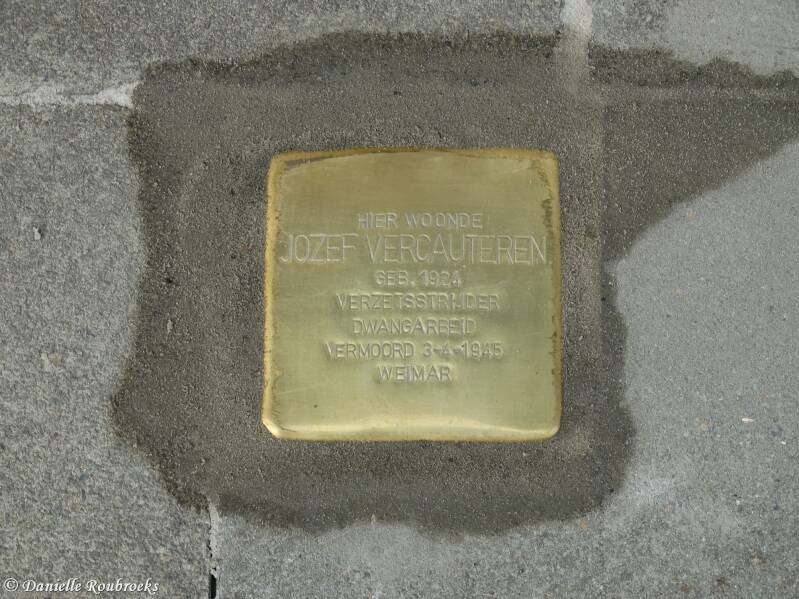 HIER WOONDE
JOZEF VERCAUTEREN
GEB. 1924
VERZETSSTRIJDER
DWANGARBEID
VERMOORD 3-4-1945
WEIMAR
© Danielle Roubroeks